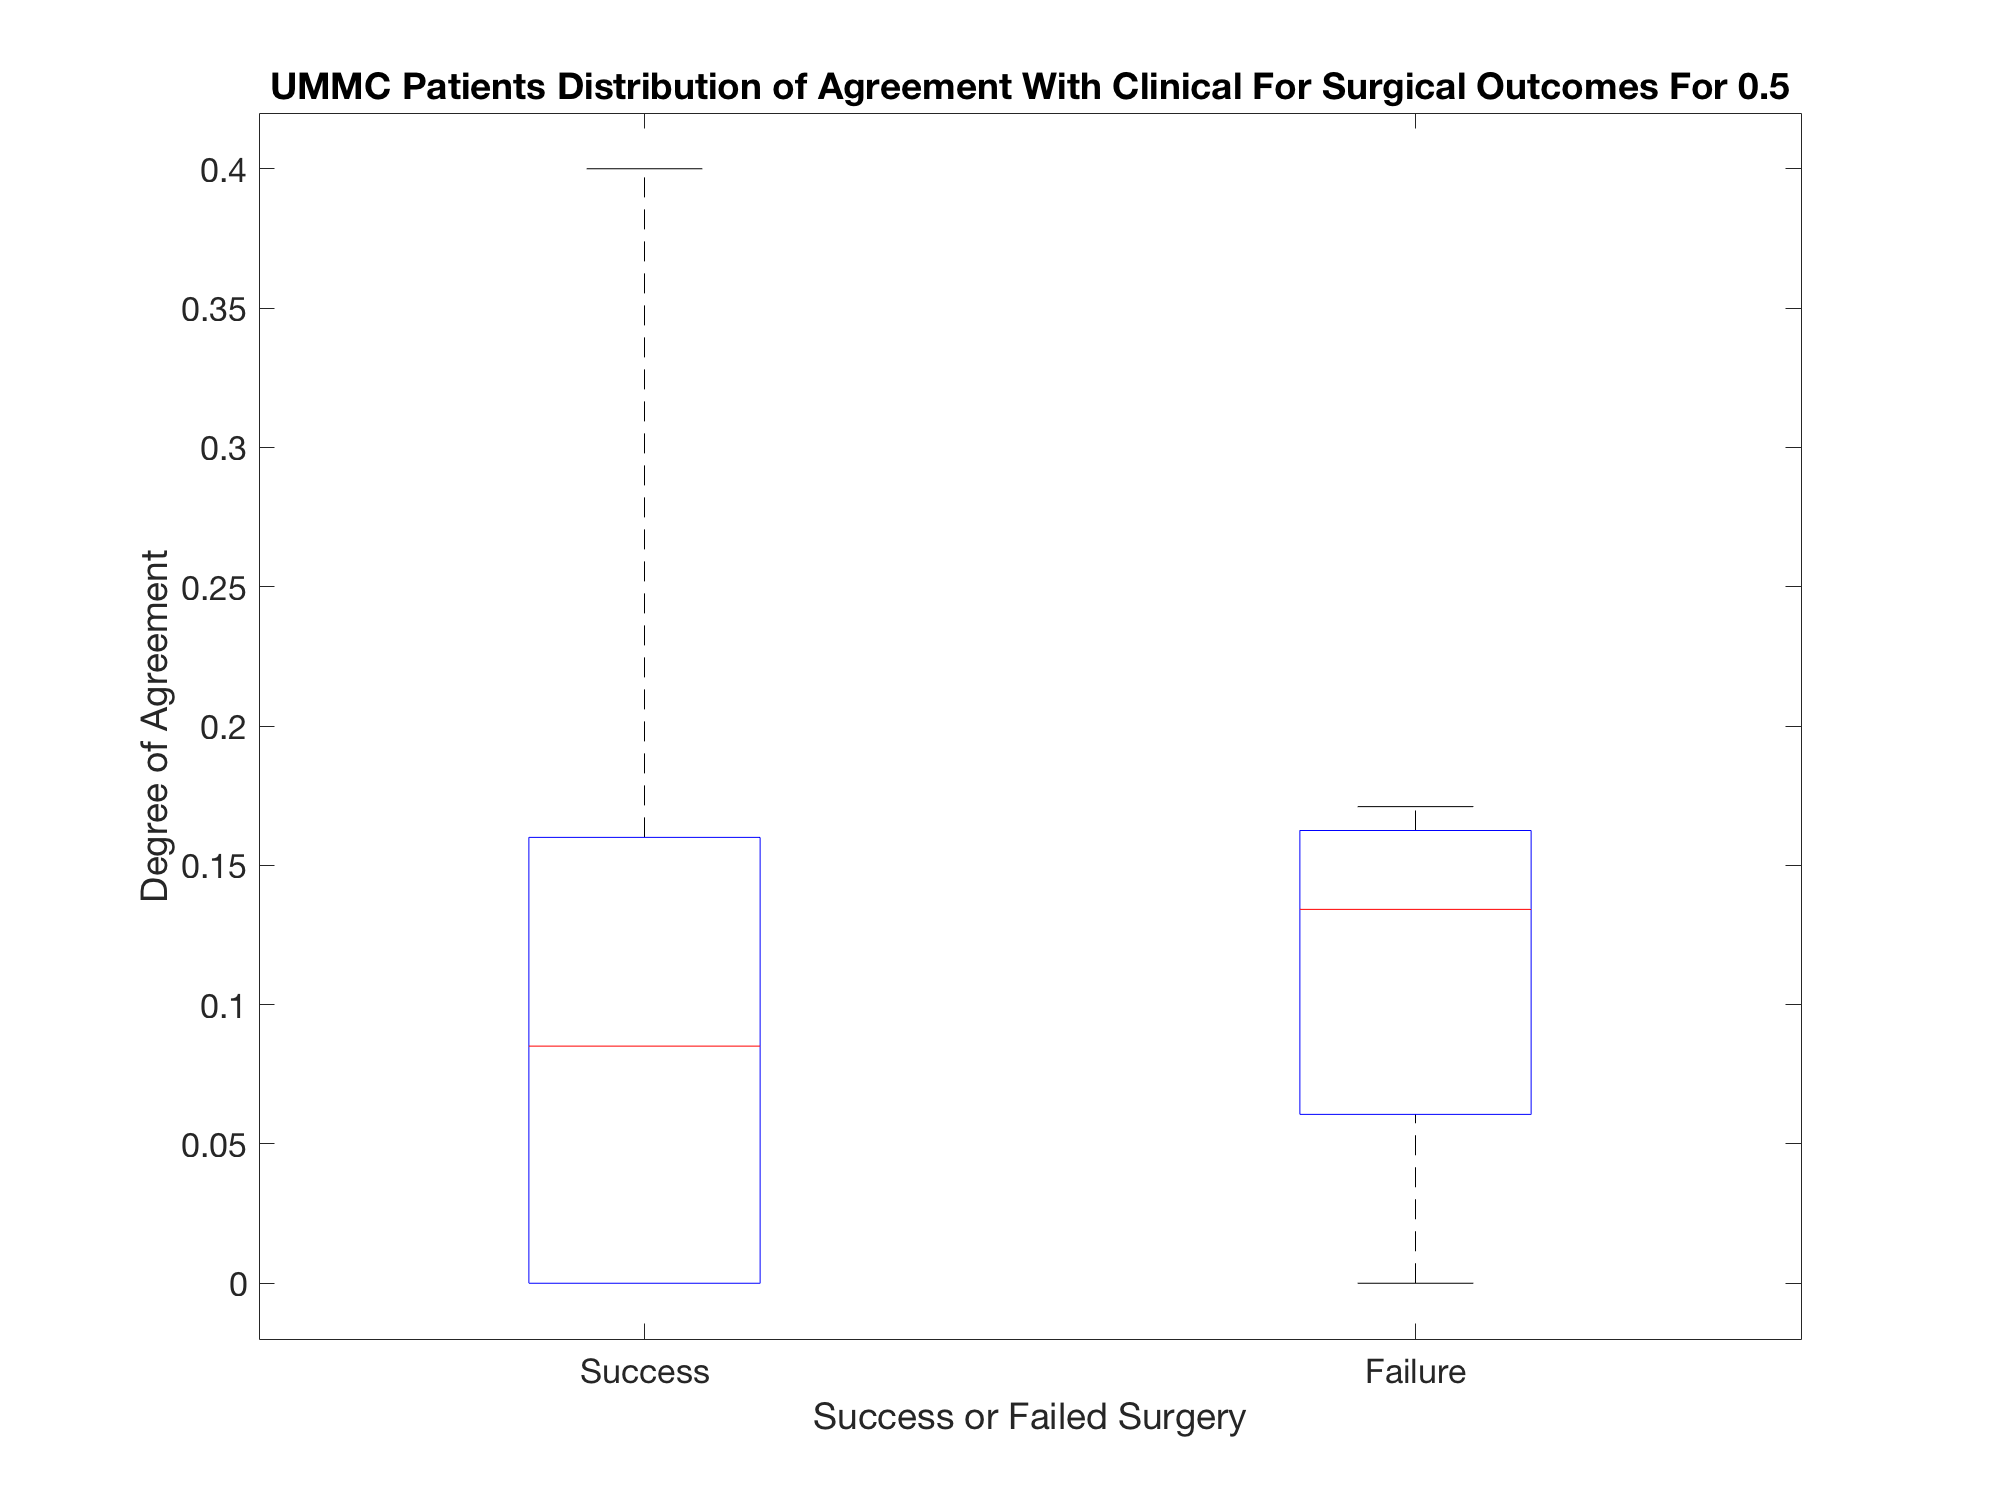 UMMC Patients Distribution of Agreement With Clinical For Surgical Outcomes For 0.5
0.4
0.35
0.3
0.25
0.2
0.15
0.1
0.05
0
Degree of Agreement
Success
Failure
Success or Failed Surgery